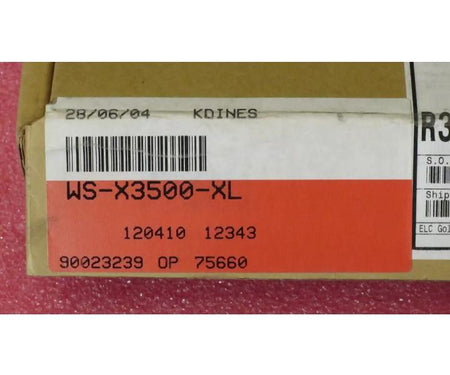 28/06/04 KDINES
WS-X3500-XL
120410 12343
90023239 OP 75660
R3
S.O.
Ship
ELC Gol